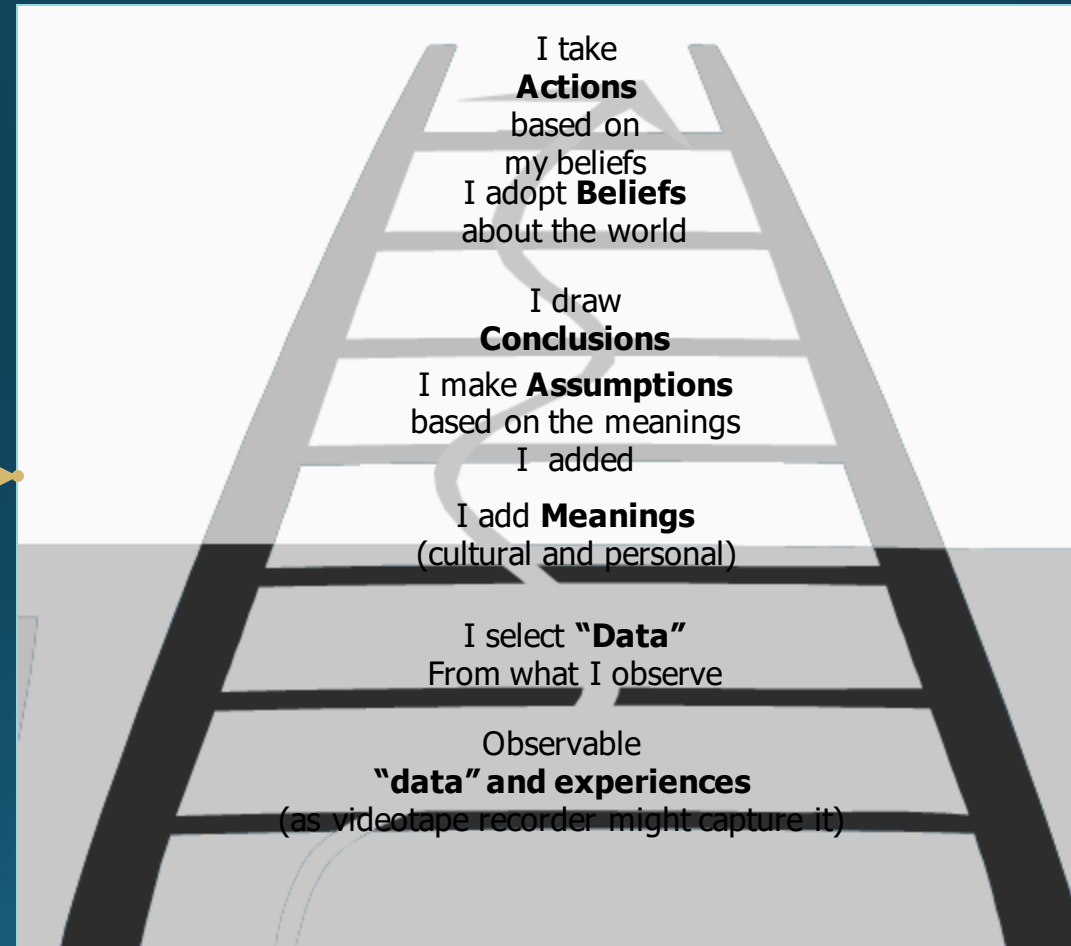 I take
Actions
based on
my beliefs
I adopt Beliefs
about the world
I draw
Conclusions
I make Assumptions
based on the meanings
I added
I add Meanings
(cultural and personal)
I select “Data”
From what I observe
Observable
“data” and experiences
(as videotape recorder might capture it)